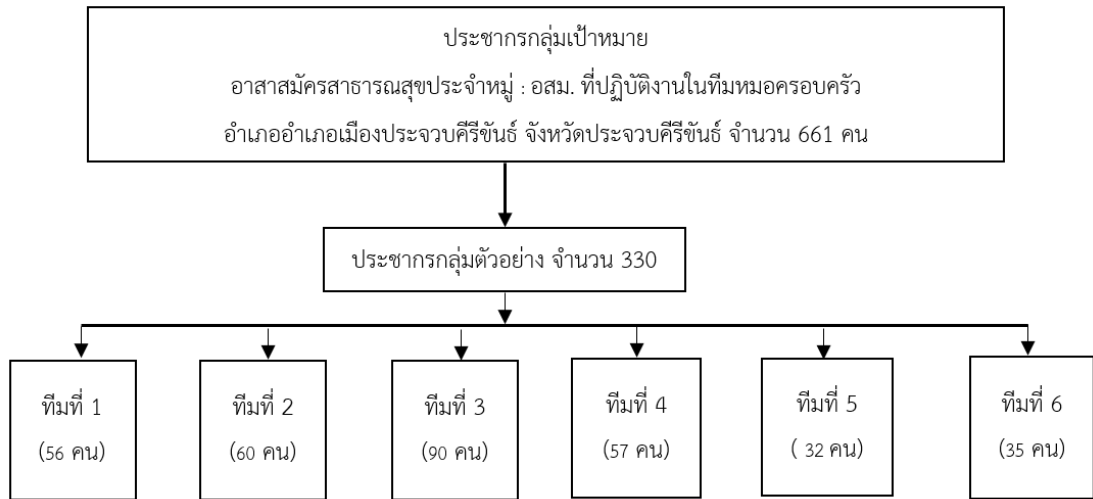 ประชากรกลุ่มเป้าหมาย
อาสาสมัครสาธารณสุขประจำหมู่ : อสม. ที่ปฏิบัติงานในทีมหมอครอบครัว
อำเภออำเภอเมืองประจวบคีรีขันธ์ จังหวัดประจวบคีรีขันธ์ จำนวน 661 คน
ประชากรกลุ่มตัวอย่าง จำนวน 330
ทีมที่ 1
(56 คน)
ทีมที่ 2
(60 คน)
ทีมที่ 3
(90 คน)
ทีมที่ 4
(57 คน)
ทีมที่ 5
( 32 คน)
ทีมที่ 6
(35 คน)